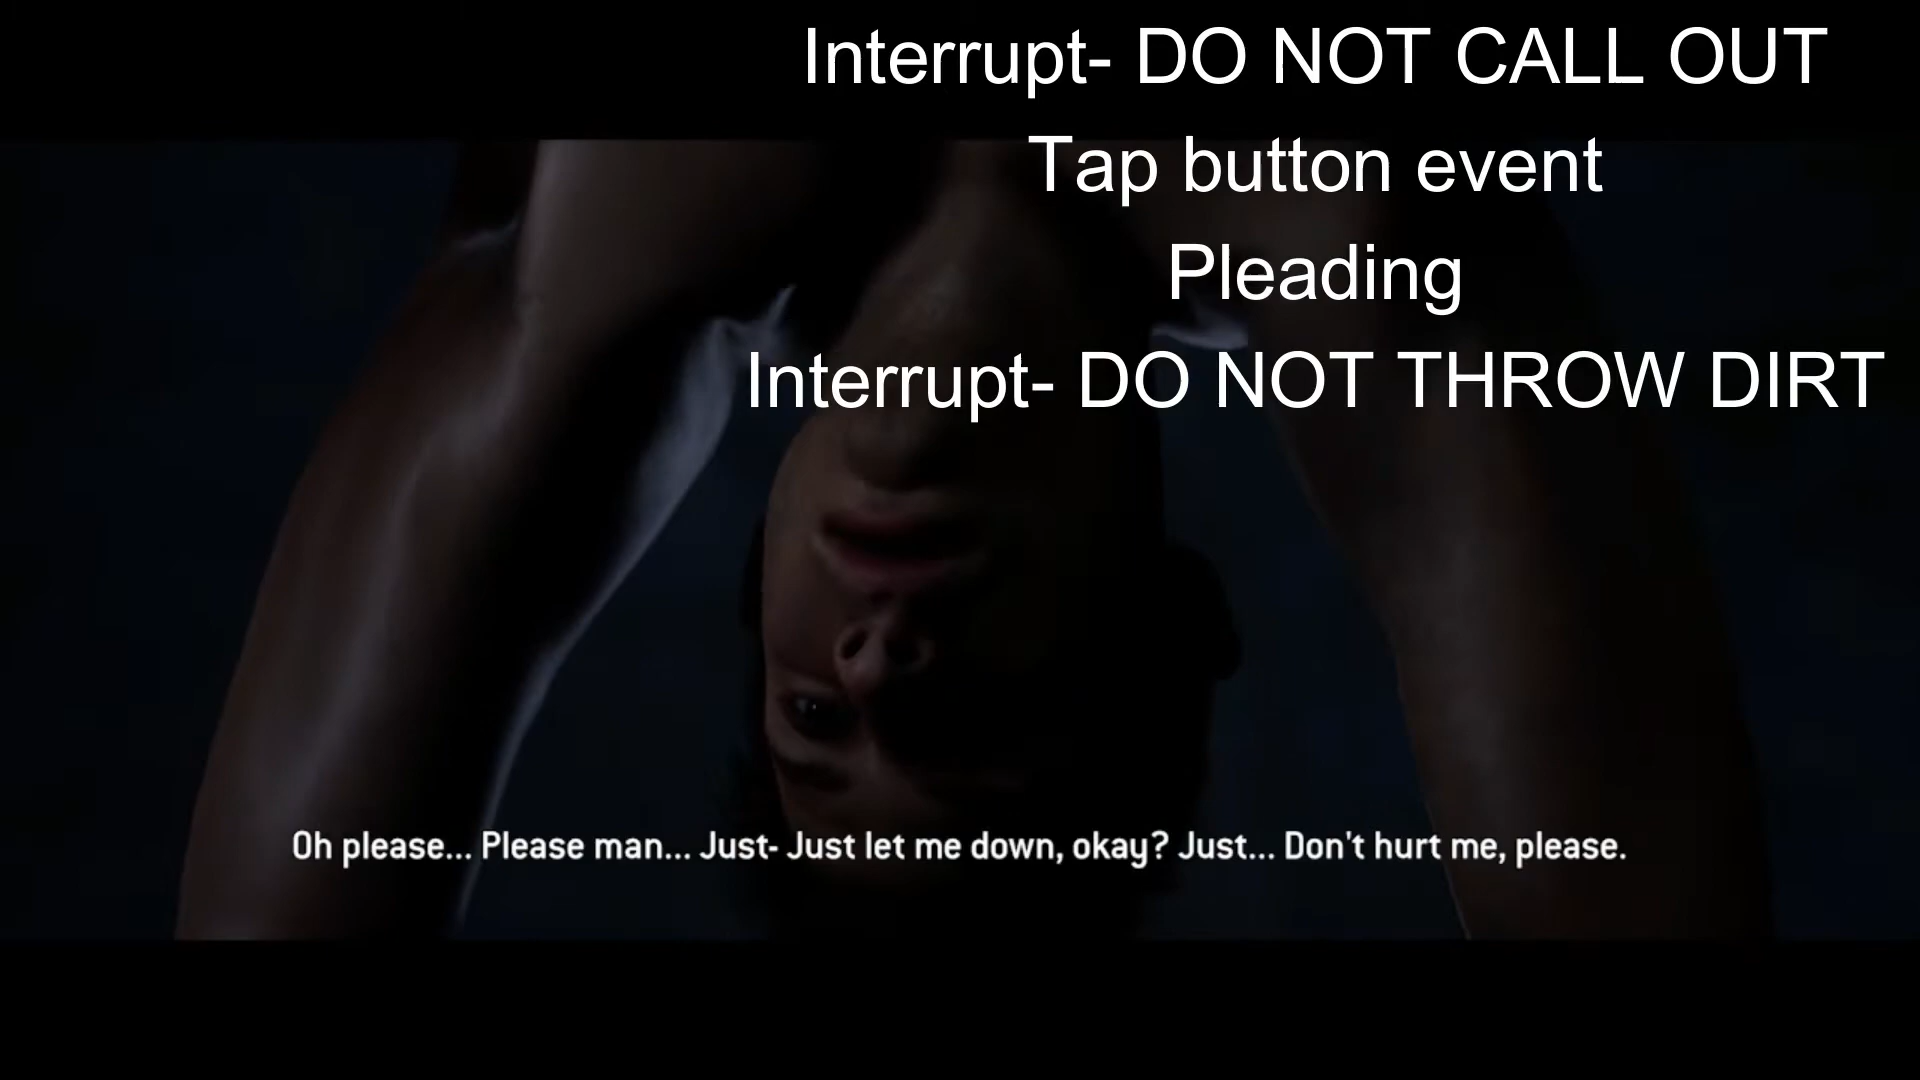 Interrupt- DO NOT CALL OUT
Tap button event
Pleading
Interrupt- DO NOT THROW DIRT
Oh please... Please man... Just- Just let me down, okay? Just... Don't hurt me, please.